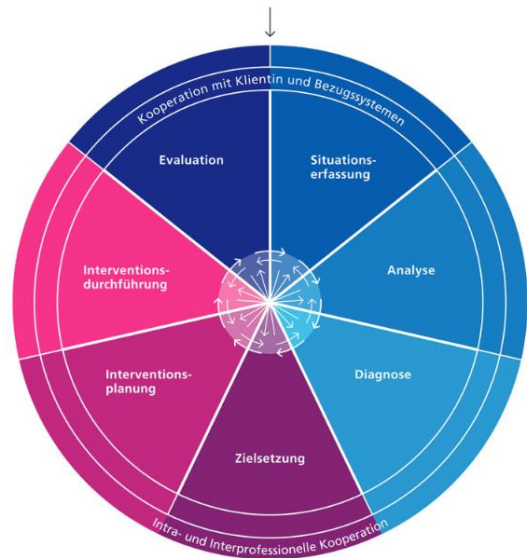 Kooperation mit Klientin und Bezugssystemen
Evaluation
Situations-
erfassung
Interventions-
durchführung
Analyse
Interventions-
planung
Diagnose
Zielsetzung
Intra- und Interprofessionelle Kooperation